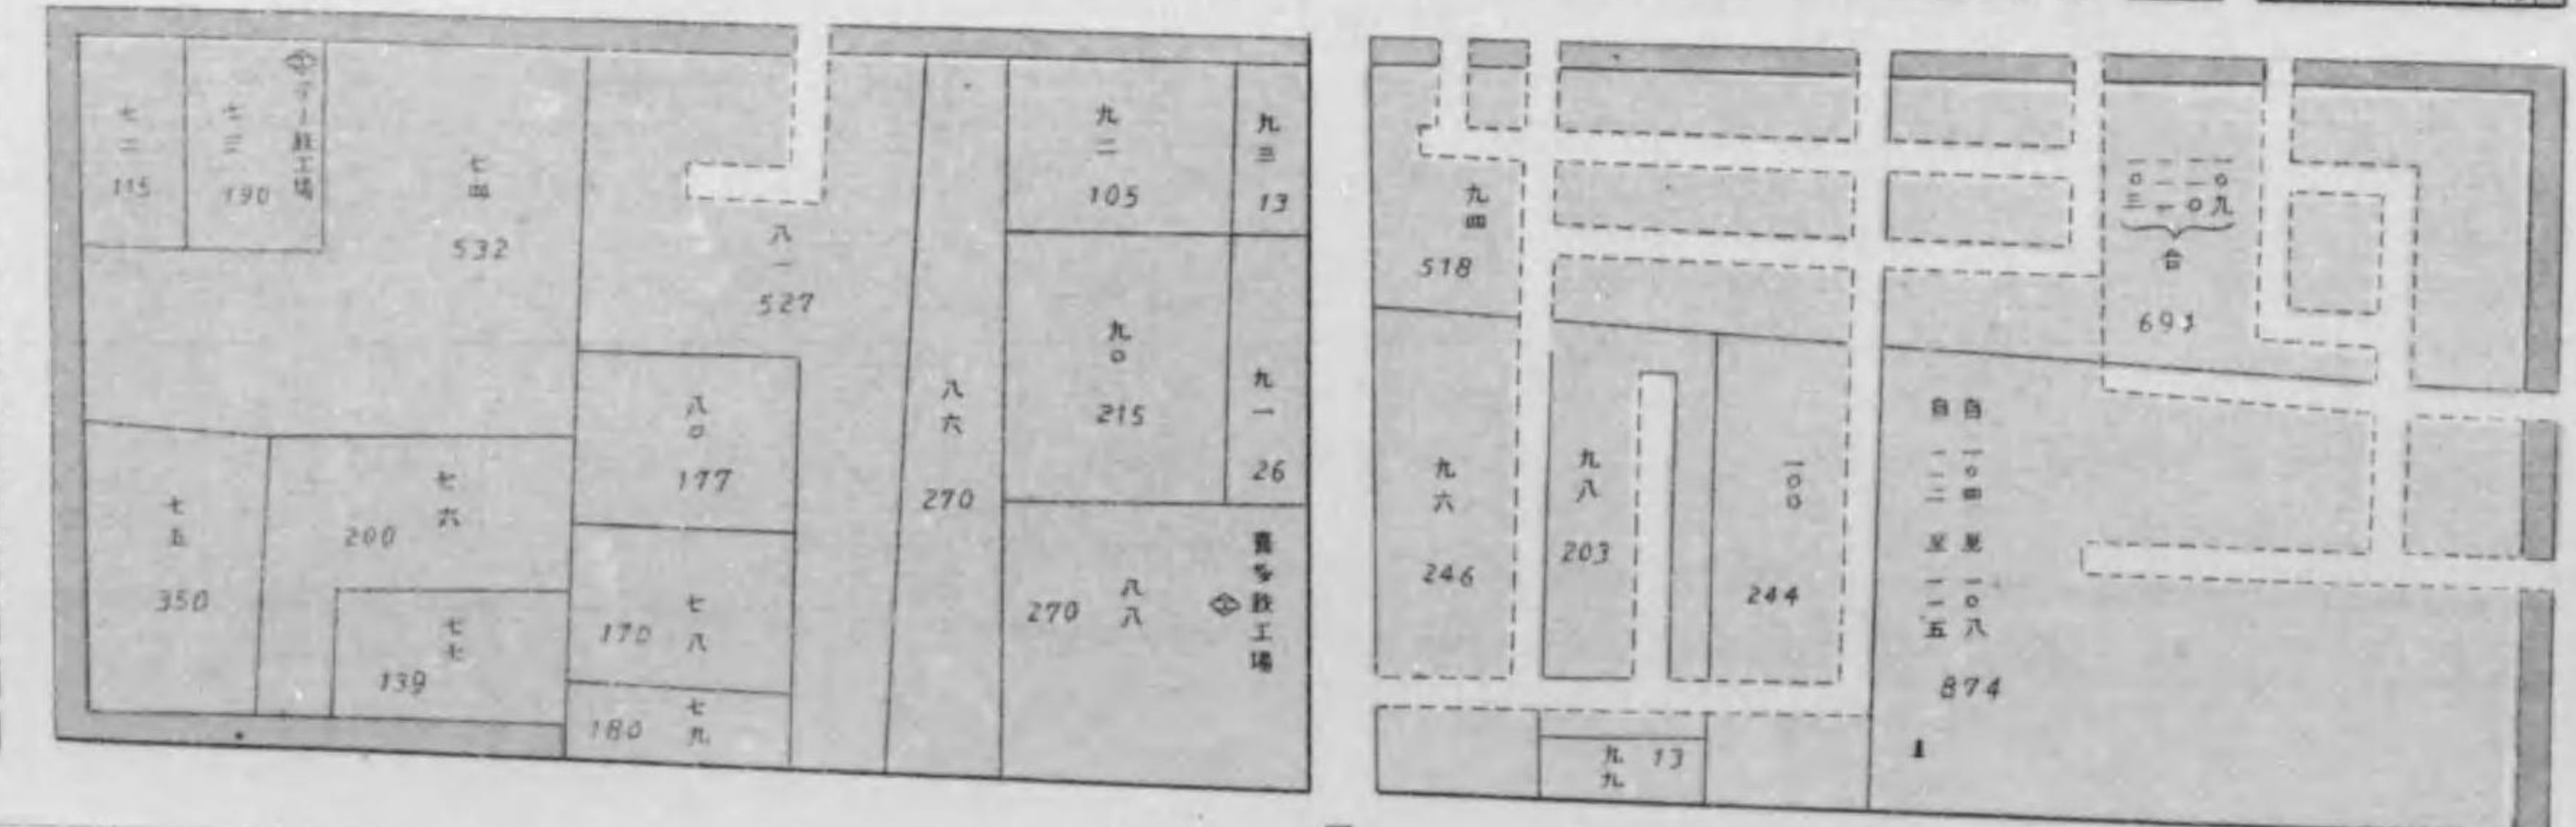 七二
115
七三
190
鉄工場
七四
532
七五
350
七六
200
七七
139
八一
527
八〇
177
七八
170
七九
180
八六
270
九二
105
九三
13
九〇
215
九一
26
八八
270
喜多鉄工場
九四
518
九六
246
九八
203
一〇〇
244
九九
13
一〇九
一一〇
一一一
一〇三
合
自一〇四至一〇八
自一一二至一一五
874